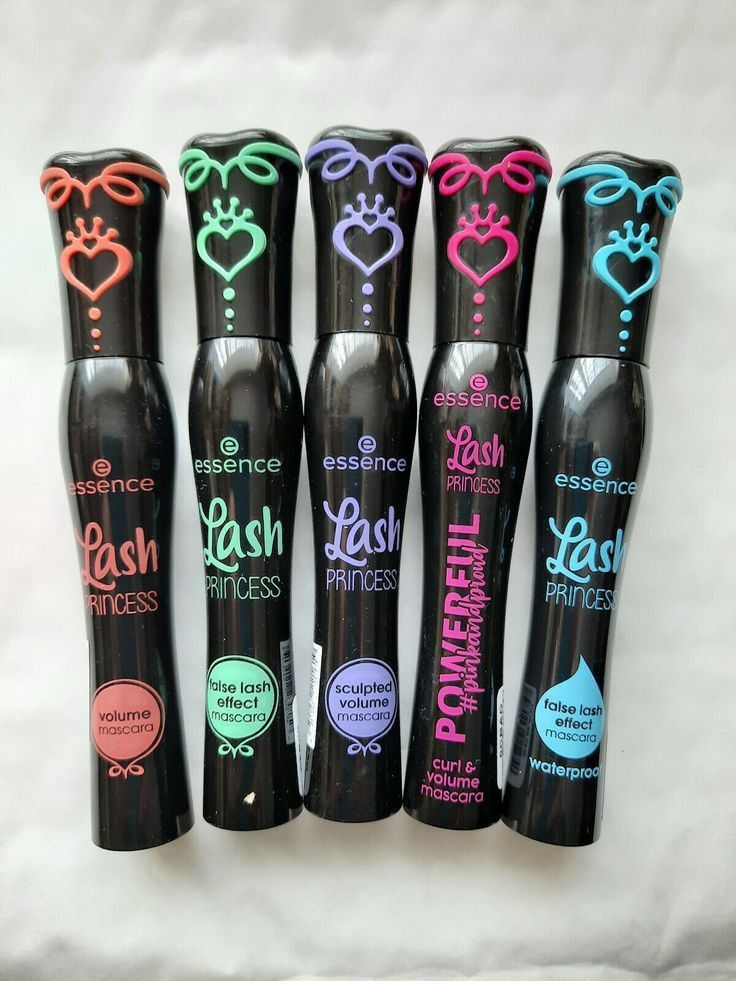 e
essence
Lash
PRINCESS
volume
mascara
e
essence
Lash
PRINCESS
false lash
effect
mascara
e
essence
Lash
PRINCESS
sculpted
volume
mascara
e
essence
Lash
PRINCESS
POWERFUL
#pinkandproud
curl &
volume
mascara
e
essence
Lash
PRINCESS
false lash
effect
mascara
waterproof